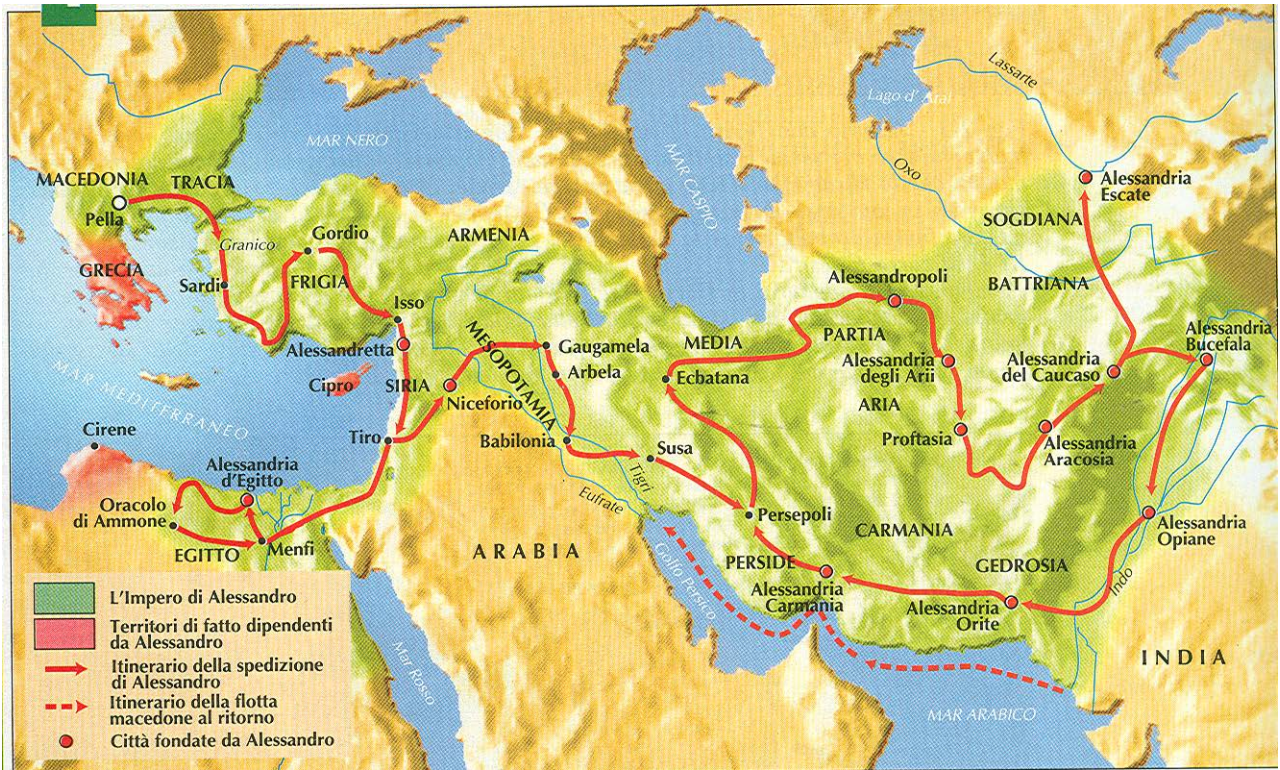 Lassarte
Lago d'Aral
MAR NERO
MAR CASPIO
Oxo
MACEDONIA
TRACIA
Pella
Alessandria
Escate
SOGDIANA
Granico
Gordio
ARMENIA
GRECIA
Sardi
FRIGIA
Alessandropoli
BATTRIANA
Isso
Alessandria
Bucefala
MESOPOTAMIA
MEDIA
PARTIA
Alessandretta
Gaugamela
Alessandria
degli Arii
Alessandria
del Caucaso
Arbela
Cipro
SIRIA
Ecbatana
MAR MEDITERRANEO
Niceforio
ARIA
Cirene
Tiro
Babilonia
Susa
Proftasia
Alessandria
Aracosia
Alessandria
d'Egitto
Tigri
Eufrate
Oracolo
di Ammone
Persepoli
CARMANIA
Alessandria
Opiane
EGITTO
Menfi
ARABIA
Golfo Persico
PERSIDE
GEDROSIA
Indo
Alessandria
Carmania
Alessandria
Orite
INDIA
Mar Rosso
MAR ARABICO
L'Impero di Alessandro
Territori di fatto dipendenti
da Alessandro
Itinerario della spedizione
di Alessandro
Itinerario della flotta
macedone al ritorno
Città fondate da Alessandro